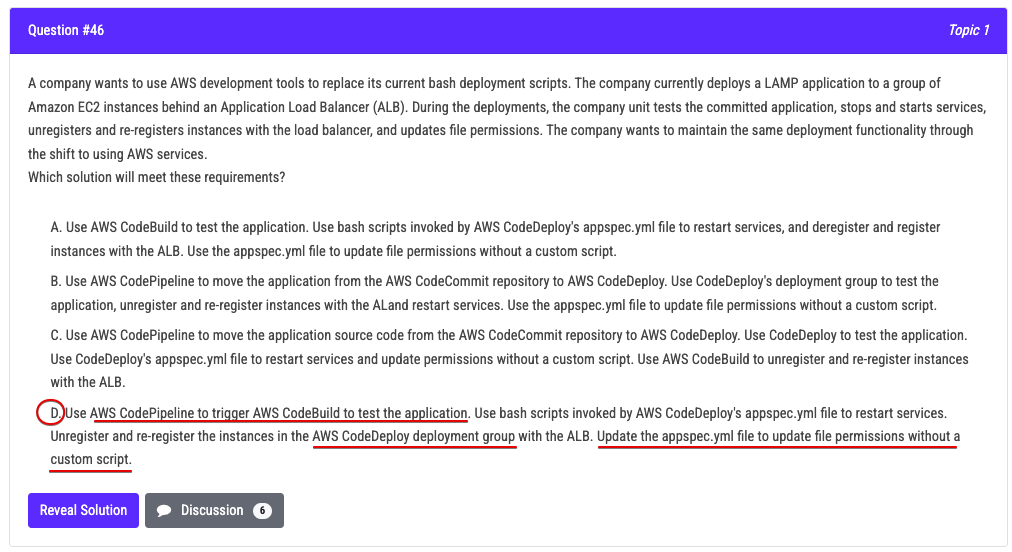 Question #46 Topic 1
A company wants to use AWS development tools to replace its current bash deployment scripts. The company currently deploys a LAMP application to a group of
Amazon EC2 instances behind an Application Load Balancer (ALB). During the deployments, the company unit tests the committed application, stops and starts services,
unregisters and re-registers instances with the load balancer, and updates file permissions. The company wants to maintain the same deployment functionality through
the shift to using AWS services.
Which solution will meet these requirements?
A. Use AWS CodeBuild to test the application. Use bash scripts invoked by AWS CodeDeploy's appspec.yml file to restart services, and deregister and register
instances with the ALB. Use the appspec.yml file to update file permissions without a custom script.
B. Use AWS CodePipeline to move the application from the AWS CodeCommit repository to AWS CodeDeploy. Use CodeDeploy's deployment group to test the
application, unregister and re-register instances with the ALand restart services. Use the appspec.yml file to update file permissions without a custom script.
C. Use AWS CodePipeline to move the application source code from the AWS CodeCommit repository to AWS CodeDeploy. Use CodeDeploy to test the application.
Use CodeDeploy's appspec.yml file to restart services and update permissions without a custom script. Use AWS CodeBuild to unregister and re-register instances
with the ALB.
D. Use AWS CodePipeline to trigger AWS CodeBuild to test the application. Use bash scripts invoked by AWS CodeDeploy's appspec.yml file to restart services.
Unregister and re-register the instances in the AWS CodeDeploy deployment group with the ALB. Update the appspec.yml file to update file permissions without a
custom script.
Reveal Solution Discussion 6